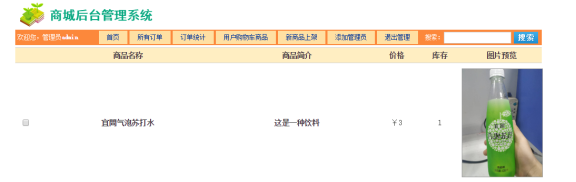 商城后台管理系统
欢迎您：管理员admin 首页 所有订单 订单统计 用户购物车商品 新商品上架 添加管理员 退出管理 搜索： 搜索
商品名称 商品简介 价格 库存 图片预览
宜简气泡苏打水 这是一种饮料 ￥3 1